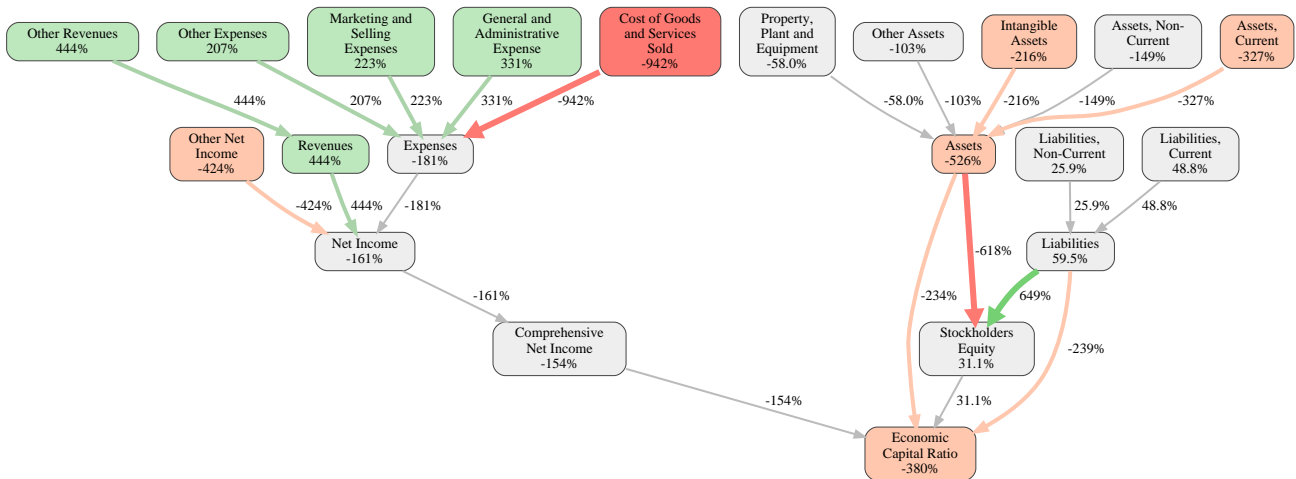 Other Revenues
444%
Other Expenses
207%
Marketing and
Selling
Expenses
223%
General and
Administrative
Expense
331%
Cost of Goods
and Services
Sold
-942%
Property,
Plant and
Equipment
-58.0%
Other Assets
-103%
Intangible
Assets
-216%
Assets, Non-
Current
-149%
Assets,
Current
-327%
444%
207%
223%
331%
-942%
-58.0%
-103%
-216%
-149%
-327%
Other Net
Income
-424%
Revenues
444%
Expenses
-181%
Assets
-526%
Liabilities,
Non-Current
25.9%
Liabilities,
Current
48.8%
-424%
444%
-181%
25.9%
48.8%
Net Income
-161%
Liabilities
59.5%
-618%
-161%
-234%
649%
Comprehensive
Net Income
-154%
Stockholders
Equity
31.1%
-239%
-154%
31.1%
Economic
Capital Ratio
-380%